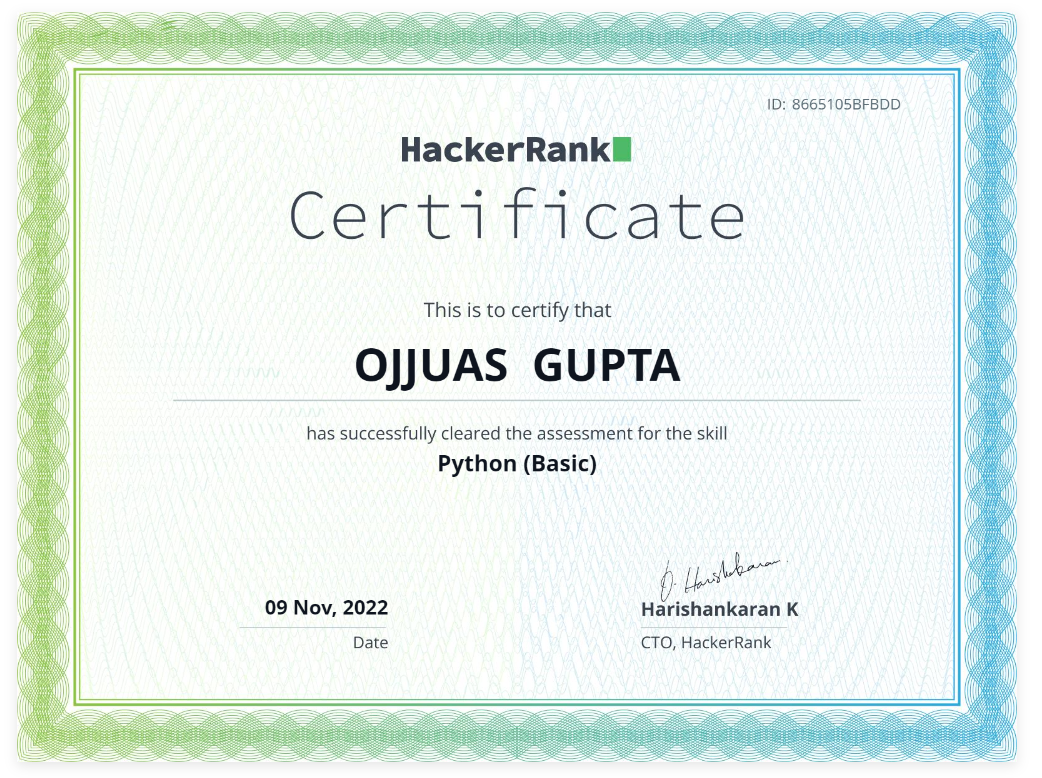 ID: 8665105BFBDD
HackerRank
Certificate
This is to certify that
OJJUAS GUPTA
has successfully cleared the assessment for the skill
Python (Basic)
09 Nov, 2022
Date
Harishankaran K
CTO, HackerRank